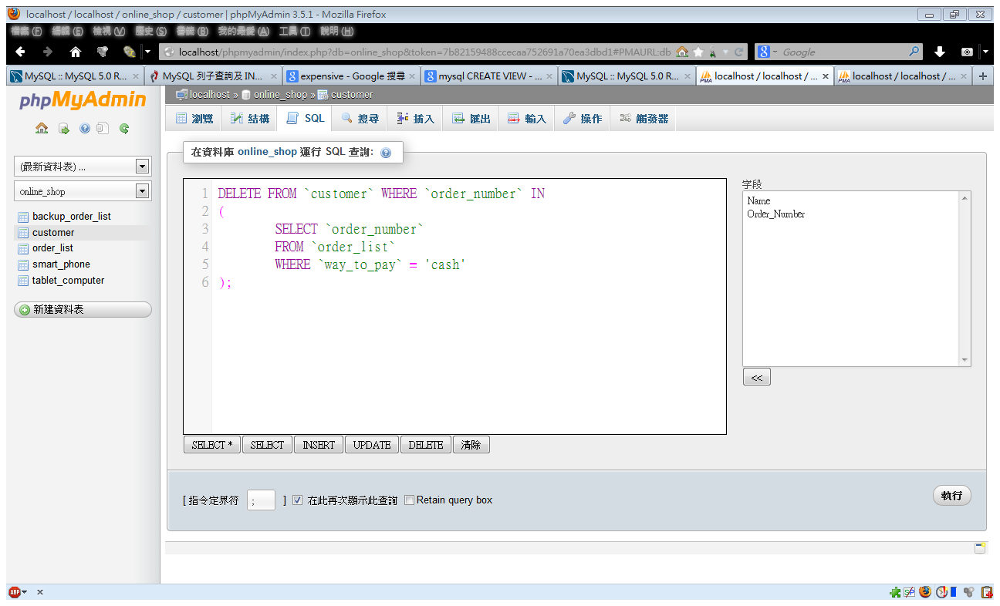 localhost / localhost / online_shop / customer | phpMyAdmin 3.5.1 - Mozilla Firefox
檔案 (F) 編輯 (E) 檢視 (V) 歷史 (S) 書籤 (B) 我的最愛 (A) 工具 (T) 說明 (H)
localhost/phpmyadmin/index.php?db=online_shop&token=7b82159488ccecaa752691a70ea3dbd1#PMAURL:db Google
MySQL :: MySQL 5.0 R... MySQL 列子查詢及 IN... expensive - Google 搜尋 mysql CREATE VIEW - ... MySQL :: MySQL 5.0 R... localhost / localhost / ... localhost / localhost / ...
phpMyAdmin
localhost » online_shop » customer
瀏覽 結構 SQL 搜尋 插入 匯出 輸入 操作 觸發器
(最新資料表) ...
online_shop
backup_order_list
customer
order_list
smart_phone
tablet_computer
新建資料表
在資料庫 online_shop 運行 SQL 查詢:
1 DELETE FROM `customer` WHERE `order_number` IN
2 (
3 SELECT `order_number`
4 FROM `order_list`
5 WHERE `way_to_pay` = 'cash'
6 );
字段
Name
Order_Number
<<
SELECT * SELECT INSERT UPDATE DELETE 清除
[ 指令定界符 ; ] 在此再次顯示此查詢 Retain query box
執行
ABP